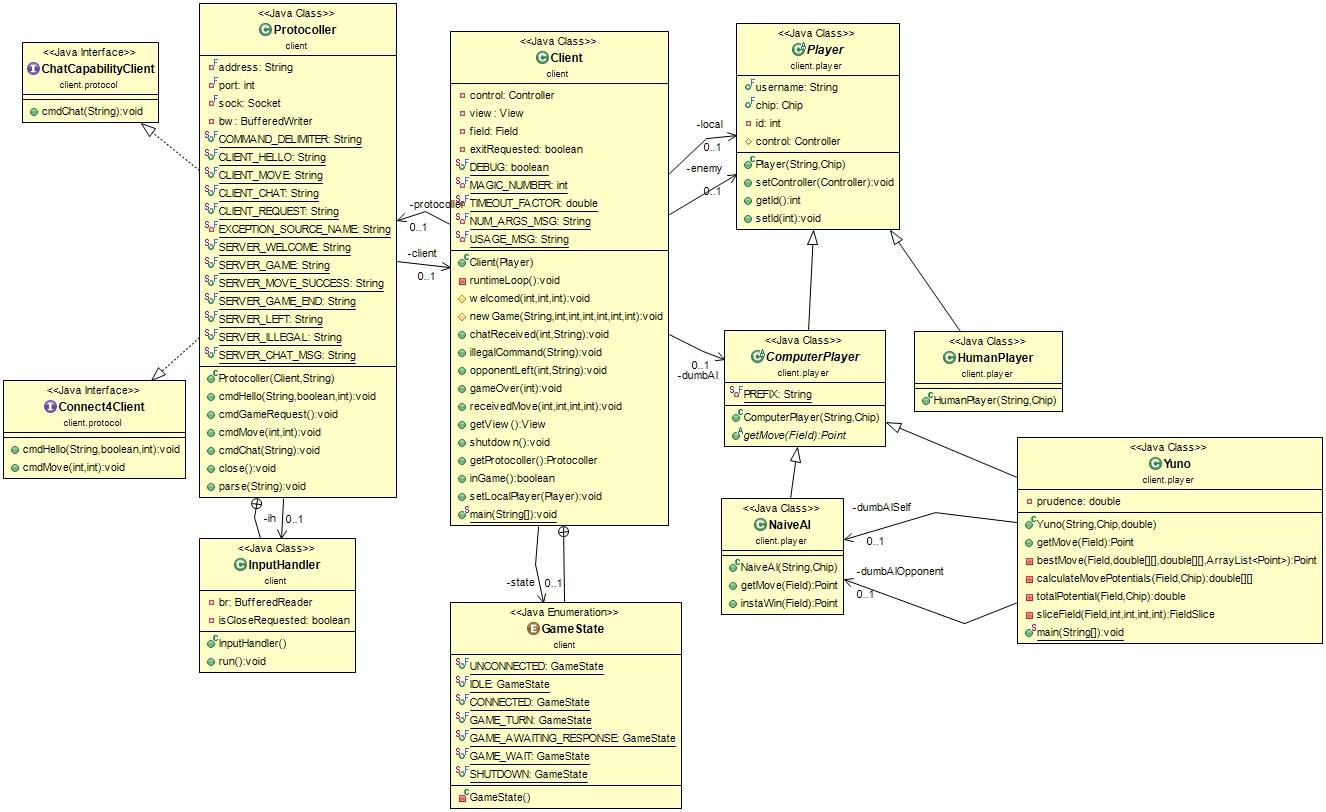 <<Java Interface>>
ChatCapabilityClient
client.protocol
cmdChat(String):void
<<Java Class>>
Protocoller
client
address: String
port: int
sock: Socket
bw: BufferedWriter
COMMAND_DELIMITER: String
CLIENT_HELLO: String
CLIENT_MOVE: String
CLIENT_CHAT: String
CLIENT_REQUEST: String
EXCEPTION_SOURCE_NAME: String
SERVER_WELCOME: String
SERVER_GAME: String
SERVER_MOVE_SUCCESS: String
SERVER_GAME_END: String
SERVER_LEFT: String
SERVER_ILLEGAL: String
SERVER_CHAT_MSG: String
Protocoller(Client,String)
cmdHello(String,boolean,int):void
cmdGameRequest():void
cmdMove(int,int):void
cmdChat(String):void
close():void
parse(String):void
<<Java Interface>>
Connect4Client
client.protocol
cmdHello(String,boolean,int):void
cmdMove(int,int):void
-ih
0..1
<<Java Class>>
InputHandler
client
br: BufferedReader
isCloseRequested: boolean
InputHandler()
run():void
-protocoller
0..1
-client
0..1
<<Java Class>>
Client
client
control: Controller
view: View
field: Field
exitRequested: boolean
DEBUG: boolean
MAGIC_NUMBER: int
TIMEOUT_FACTOR: double
NUM_ARGS_MSG: String
USAGE_MSG: String
Client(Player)
runtimeLoop():void
welcomed(int,int,int):void
newGame(String,int,int,int,int,int,int):void
chatReceived(int,String):void
illegalCommand(String):void
opponentLeft(int,String):void
gameOver(int):void
receivedMove(int,int,int,int):void
getView():View
shutdown():void
getProtocoller():Protocoller
inGame():boolean
setLocalPlayer(Player):void
main(String[]):void
-state
0..1
<<Java Enumeration>>
GameState
client
UNCONNECTED: GameState
IDLE: GameState
CONNECTED: GameState
GAME_TURN: GameState
GAME_AWAITING_RESPONSE: GameState
GAME_WAIT: GameState
SHUTDOWN: GameState
GameState()
-local
0..1
-enemy
0..1
0..1
-dumbAI
<<Java Class>>
Player
client.player
username: String
chip: Chip
id: int
control: Controller
Player(String,Chip)
setController(Controller):void
getId():int
setId(int):void
<<Java Class>>
ComputerPlayer
client.player
PREFIX: String
ComputerPlayer(String,Chip)
getMove(Field):Point
<<Java Class>>
HumanPlayer
client.player
HumanPlayer(String,Chip)
<<Java Class>>
NaiveAI
client.player
NaiveAI(String,Chip)
getMove(Field):Point
instaWin(Field):Point
-dumbAISelf
0..1
-dumbAIOpponent
0..1
<<Java Class>>
Yuno
client.player
prudence: double
Yuno(String,Chip,double)
getMove(Field):Point
bestMove(Field,double[][],double[][],ArrayList<Point>):Point
calculateMovePotentials(Field,Chip):double[][]
totalPotential(Field,Chip):double
sliceField(Field,int,int,int,int):FieldSlice
main(String[]):void